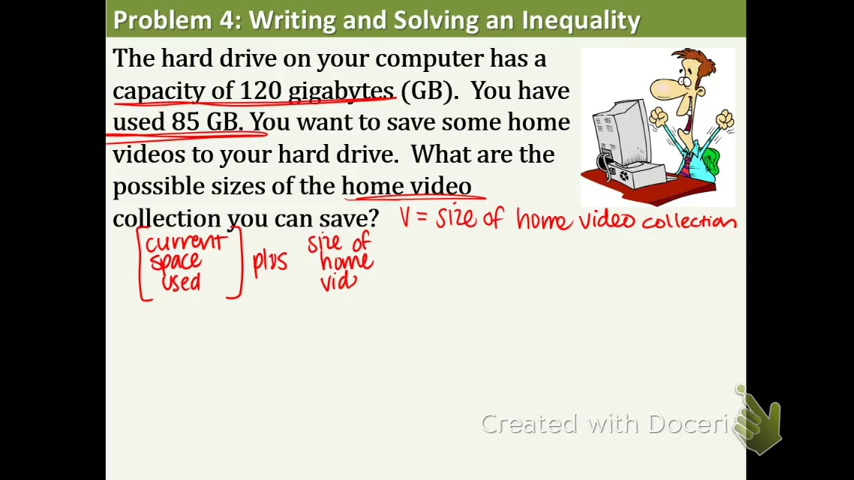 Problem 4: Writing and Solving an Inequality
The hard drive on your computer has a
capacity of 120 gigabytes (GB). You have
used 85 GB. You want to save some home
videos to your hard drive. What are the
possible sizes of the home video
collection you can save?
v = size of home video collection
current
space
used
plus
size of
home
vid
Created with Doceri